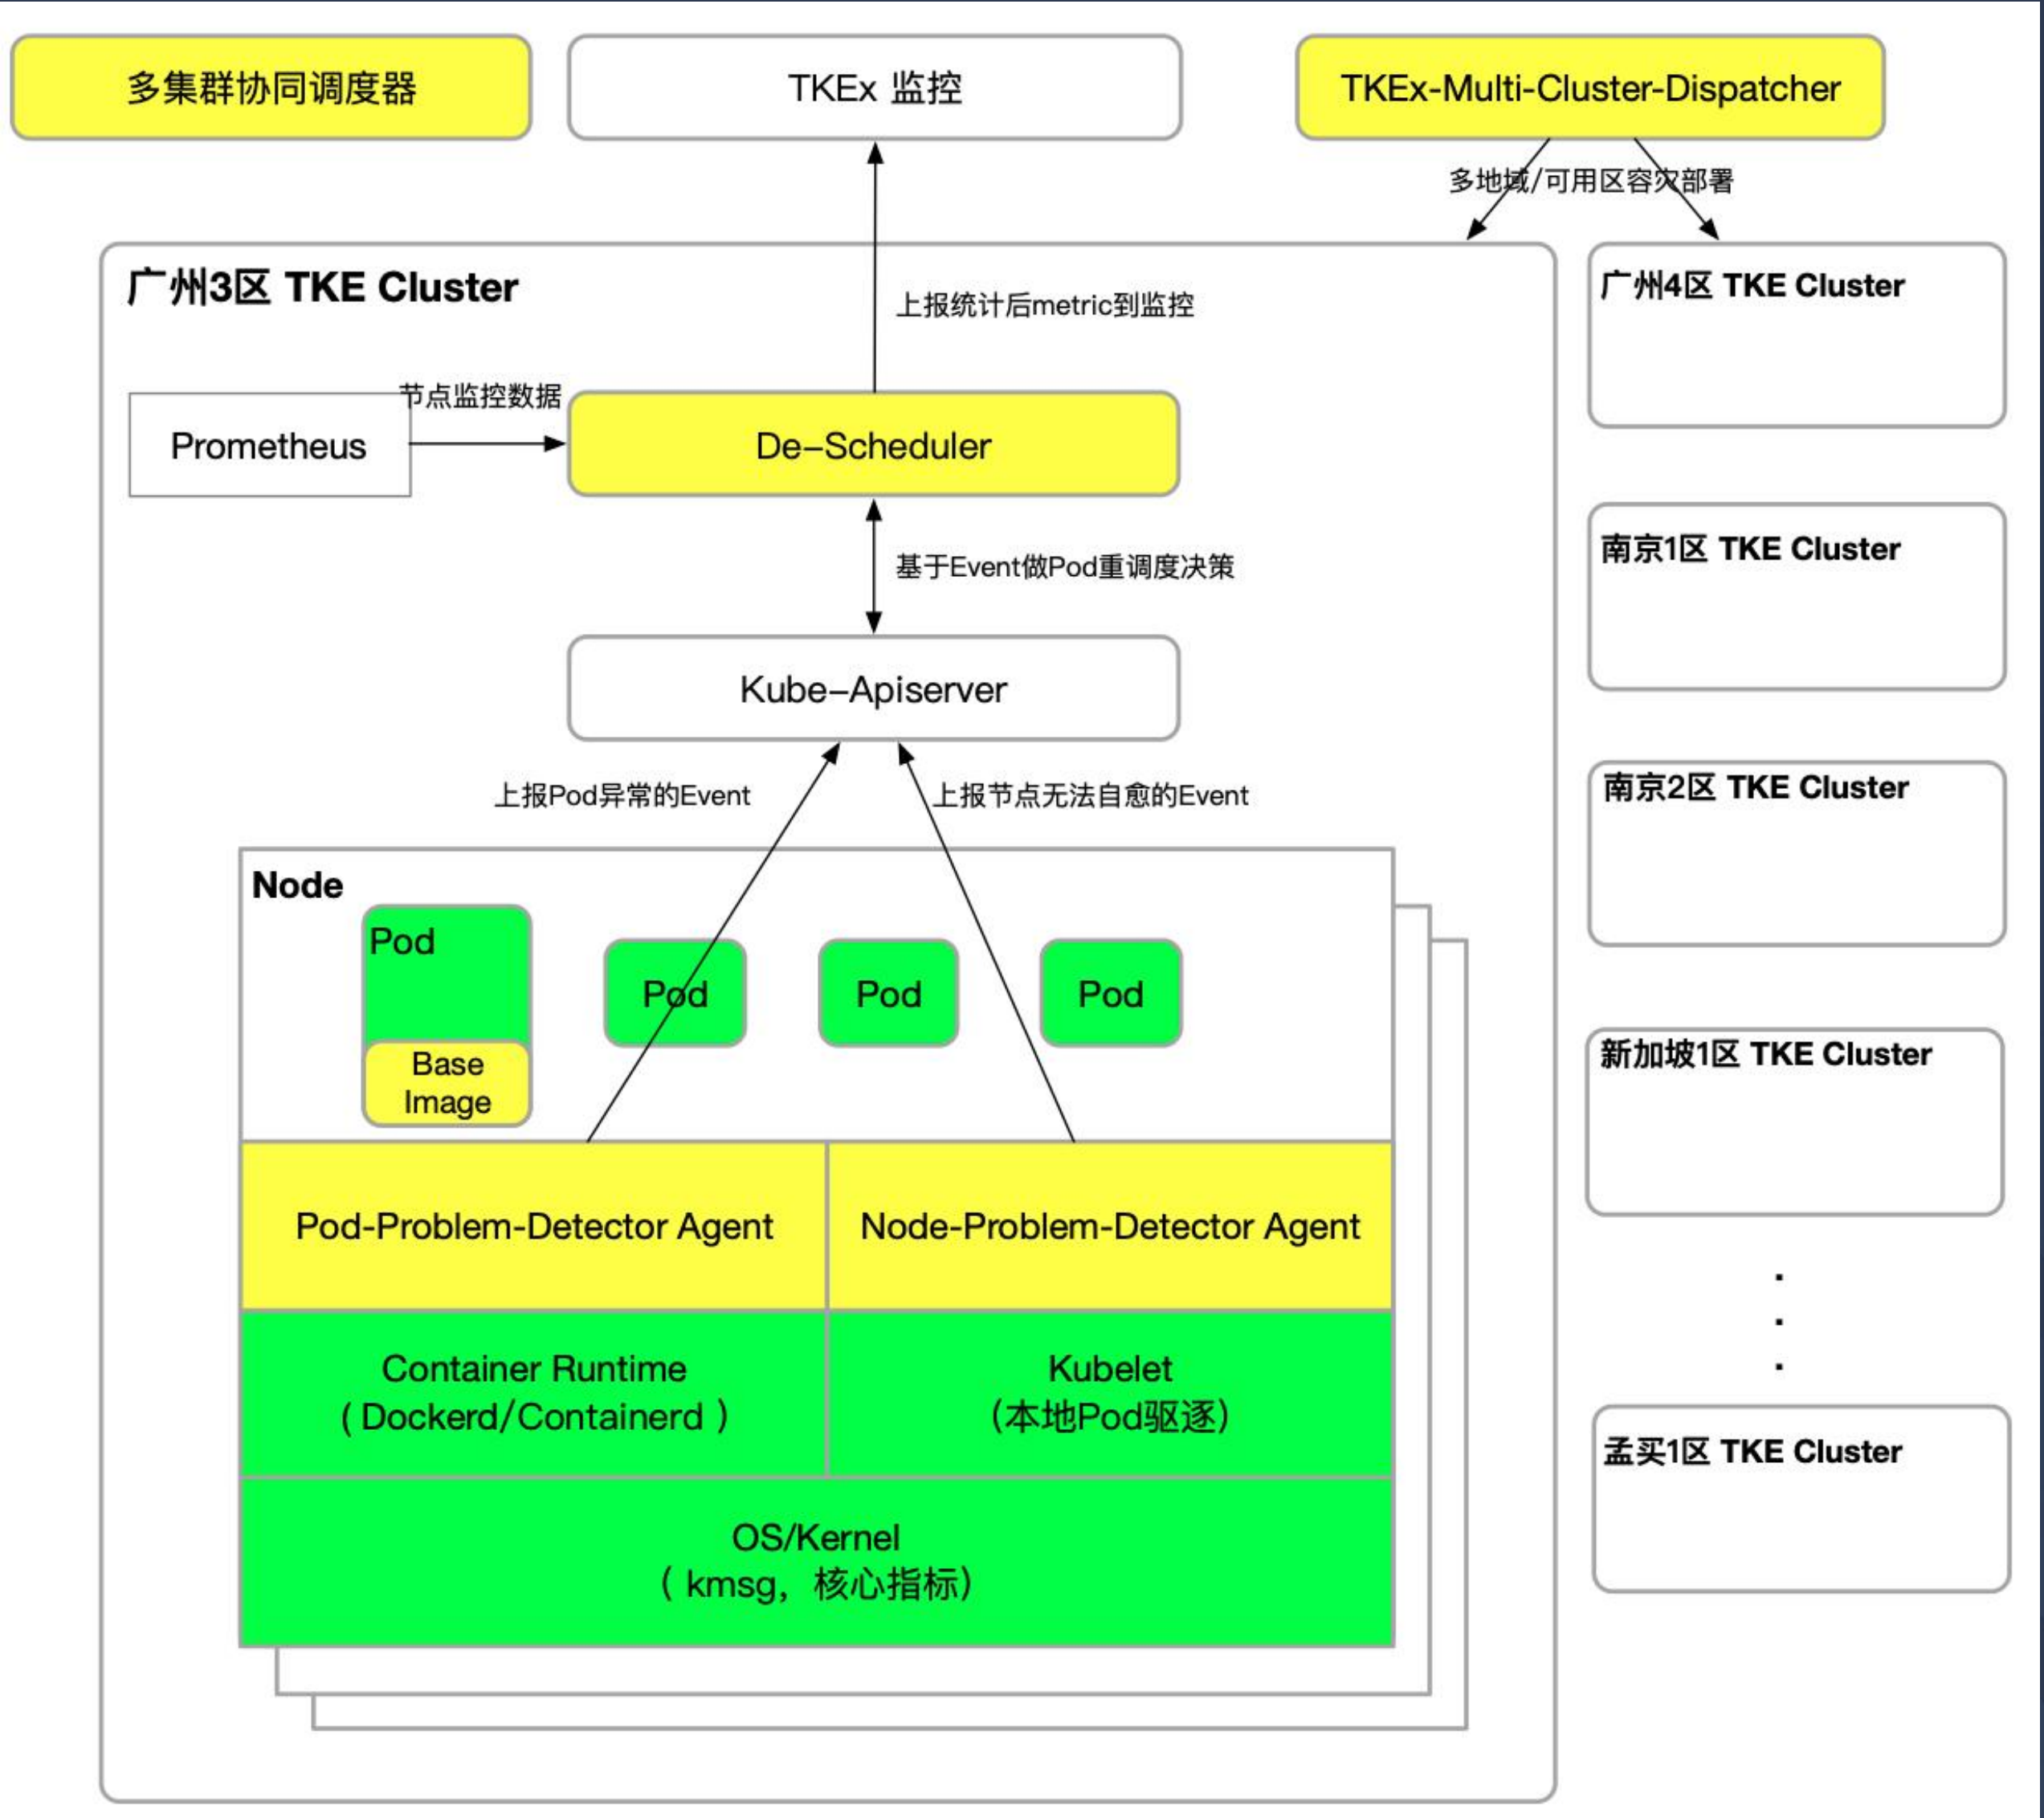 多集群协同调度器
TKEx 监控
TKEx-Multi-Cluster-Dispatcher
多地域/可用区容灾部署
广州3区 TKE Cluster
上报统计后metric到监控
节点监控数据
Prometheus
De-Scheduler
基于Event做Pod重调度决策
Kube-Apiserver
上报Pod异常的Event
上报节点无法自愈的Event
Node
Pod
Base
Image
Pod
Pod
Pod
Pod-Problem-Detector Agent
Node-Problem-Detector Agent
Container Runtime
( Dockerd/Containerd )
Kubelet
(本地Pod驱逐)
OS/Kernel
( kmsg，核心指标)
广州4区 TKE Cluster
南京1区 TKE Cluster
南京2区 TKE Cluster
新加坡1区 TKE Cluster
.
.
.
孟买1区 TKE Cluster